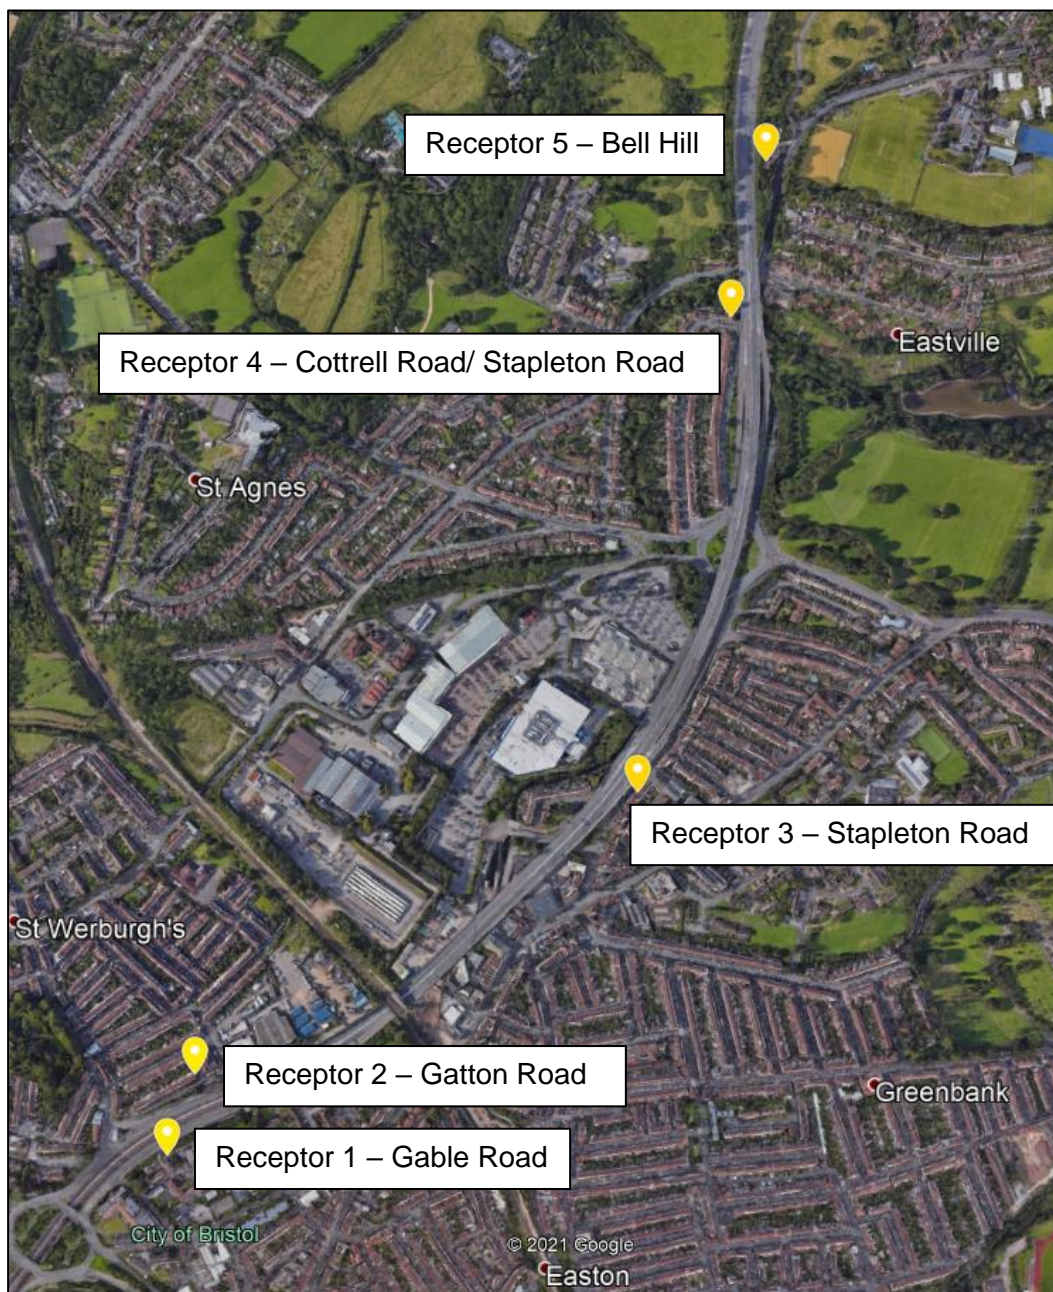 Receptor 5 – Bell Hill
Eastville
Receptor 4 – Cottrell Road/ Stapleton Road
St Agnes
Receptor 3 – Stapleton Road
St Werburgh's
Receptor 2 – Gatton Road
Greenbank
Receptor 1 – Gable Road
City of Bristol
© 2021 Google
Easton